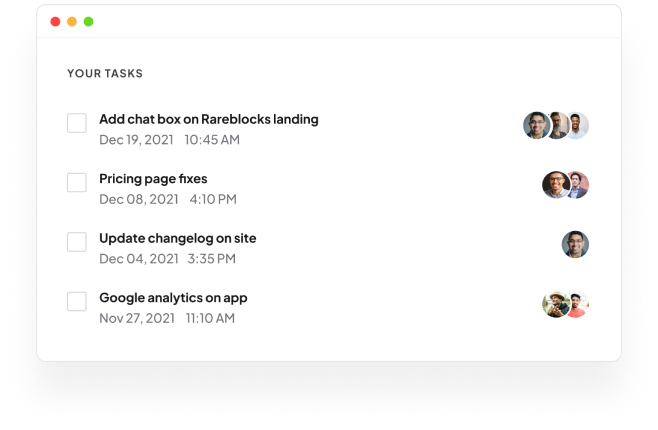 YOUR TASKS
Add chat box on Rareblocks landing
Dec 19, 2021 10:45 AM
Pricing page fixes
Dec 08, 2021 4:10 PM
Update changelog on site
Dec 04, 2021 3:35 PM
Google analytics on app
Nov 27, 2021 11:10 AM